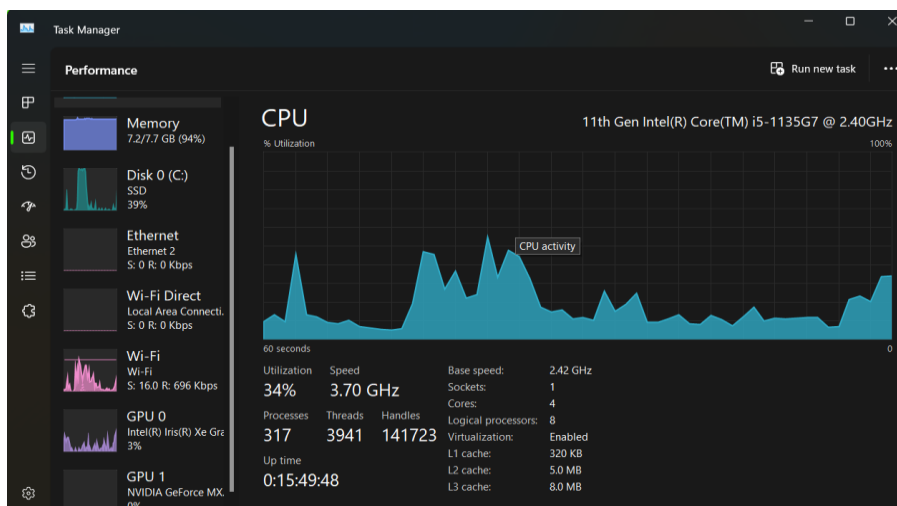 Task Manager
Performance
Run new task
Memory
7.2/7.7 GB (94%)
Disk 0 (C:)
SSD
39%
Ethernet
Ethernet 2
S: 0 R: 0 Kbps
Wi-Fi Direct
Local Area Connecti.
S: 0 R: 0 Kbps
Wi-Fi
Wi-Fi
S: 16.0 R: 696 Kbps
GPU 0
Intel(R) Iris(R) Xe Gra
3%
GPU 1
NVIDIA GeForce MX.
0%
CPU
11th Gen Intel(R) Core(TM) i5-1135G7 @ 2.40GHz
% Utilization 100%
CPU activity
60 seconds 0
Utilization Speed
34% 3.70 GHz
Processes Threads Handles
317 3941 141723
Up time
0:15:49:48
Base speed: 2.42 GHz
Sockets: 1
Cores: 4
Logical processors: 8
Virtualization: Enabled
L1 cache: 320 KB
L2 cache: 5.0 MB
L3 cache: 8.0 MB